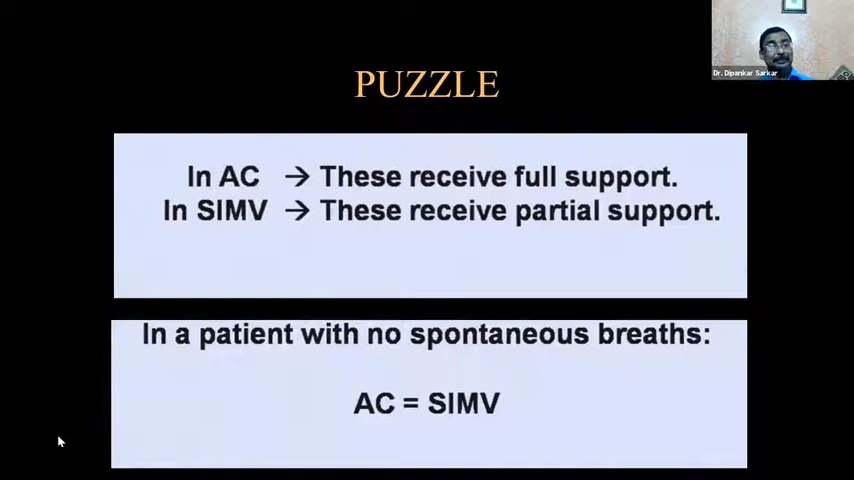 Dr. Dipankar Sarkar
PUZZLE
In AC → These receive full support.
In SIMV → These receive partial support.
In a patient with no spontaneous breaths:
AC = SIMV